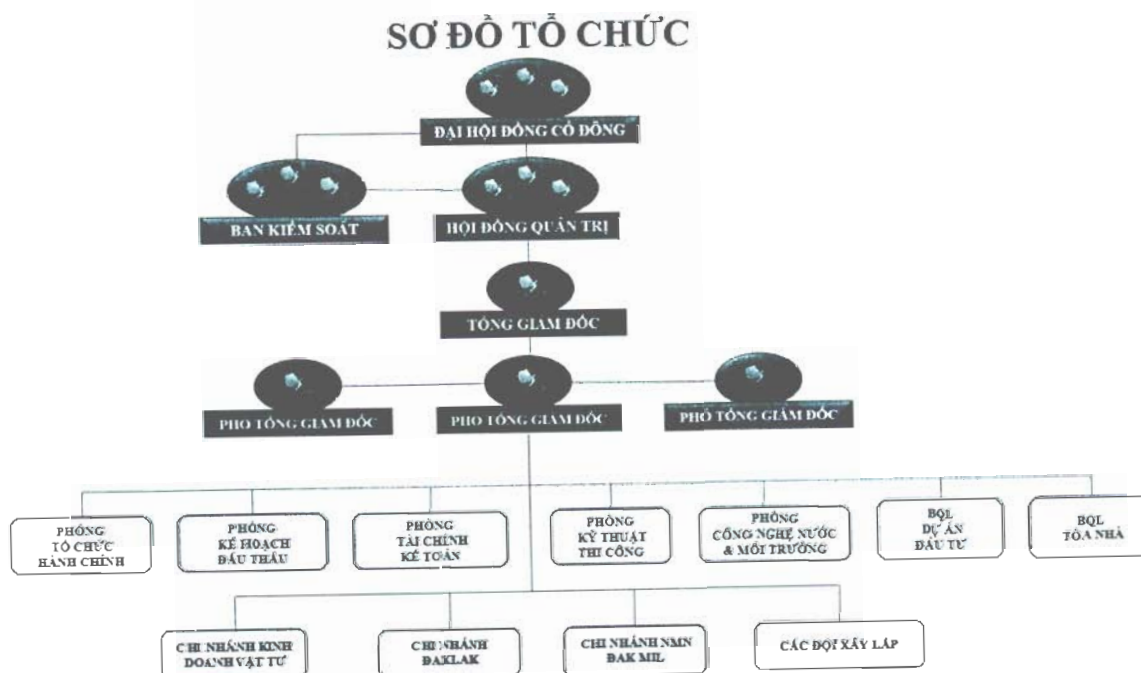 SƠ ĐỒ TỔ CHỨC
ĐẠI HỘI ĐỒNG CỔ ĐÔNG
BAN KIỂM SOÁT
HỘI ĐỒNG QUẢN TRỊ
TỔNG GIÁM ĐỐC
PHÓ TỔNG GIÁM ĐỐC
PHÓ TỔNG GIÁM ĐỐC
PHÓ TỔNG GIÁM ĐỐC
PHÒNG
TỔ CHỨC
HÀNH CHÍNH
PHÒNG
KẾ HOẠCH
ĐẤU THẦU
PHÒNG
TÀI CHÍNH
KẾ TOÁN
PHÒNG
KỸ THUẬT
THI CÔNG
PHÒNG
CÔNG NGHỆ NƯỚC
& MÔI TRƯỜNG
BQL
DỰ ÁN
ĐẦU TƯ
BQL
TÒA NHÀ
CHI NHÁNH KINH
DOANH VẬT TƯ
CHI NHÁNH
ĐAKLAK
CHI NHÁNH NMN
ĐAK MIL
CÁC ĐỘI XÂY LẮP